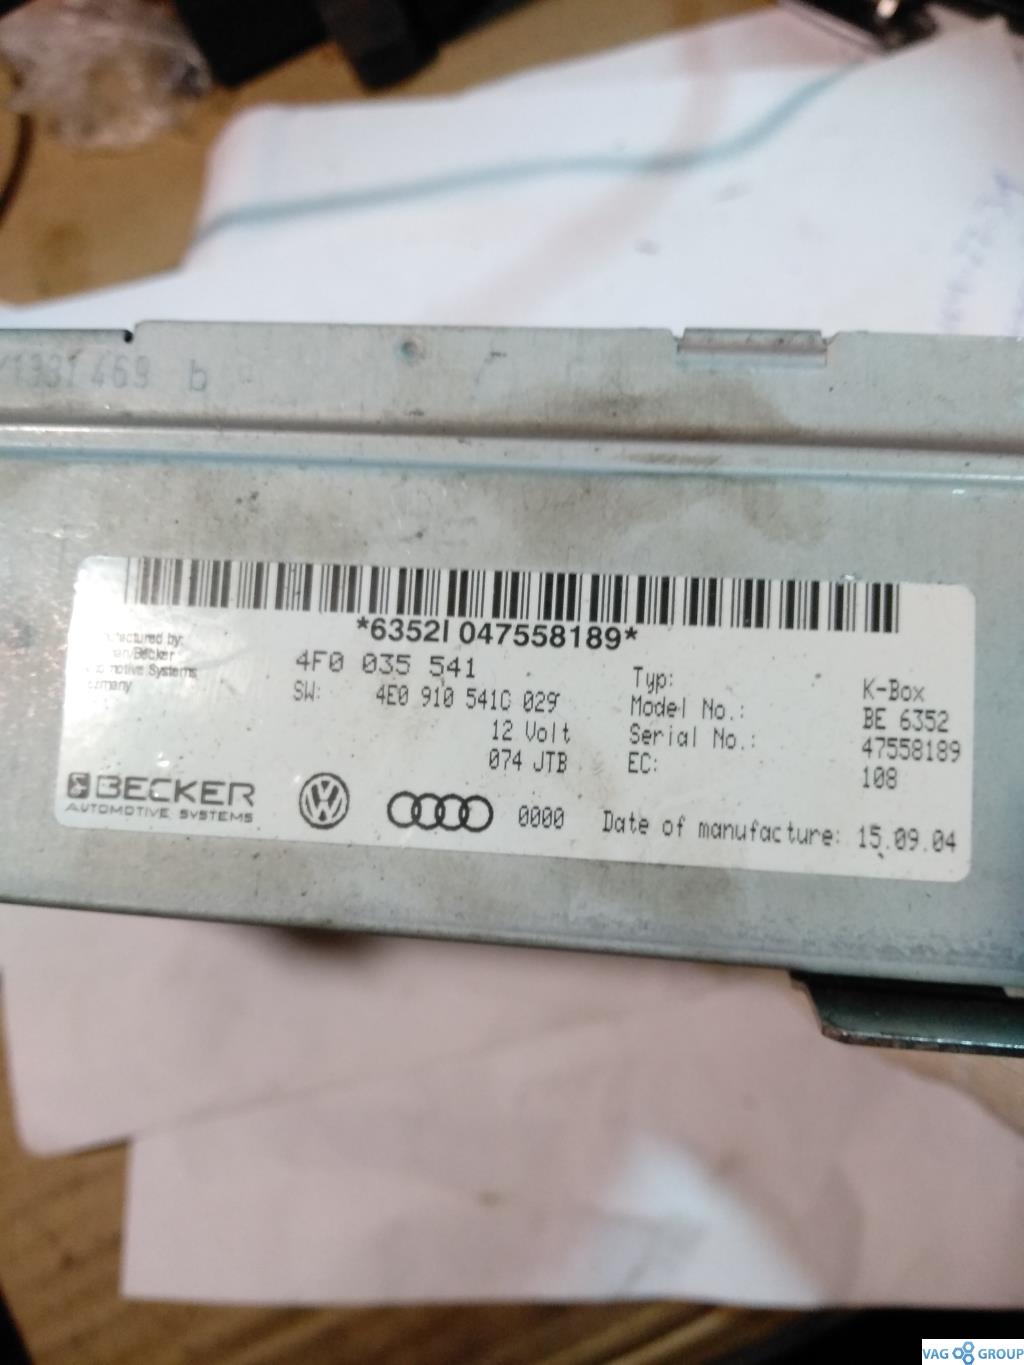 469 b
*6352I 047558189*
4F0 035 541
SW: 4E0 910 541C 029
12 Volt
074 JTB
Typ: K-Box
Model No.: BE 6352
Serial No.: 47558189
EC: 108
BECKER
AUTOMOTIVE SYSTEMS
0000
Date of manufacture: 15.09.04
VAG GROUP